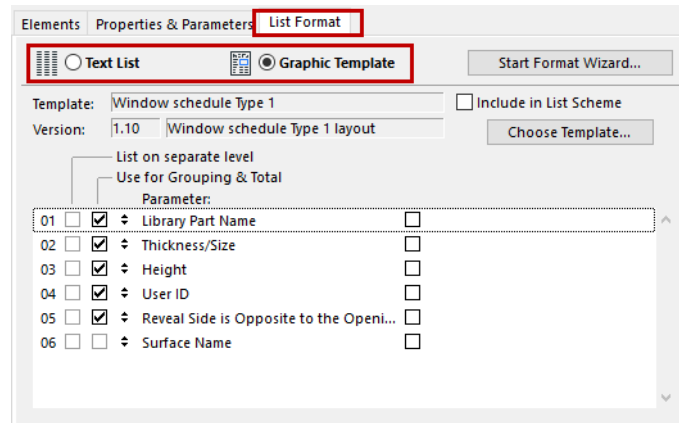 Elements Properties & Parameters List Format
Text List Graphic Template Start Format Wizard...
Template: Window schedule Type 1 Include in List Scheme
Version: 1.10 Window schedule Type 1 layout Choose Template...
List on separate level
Use for Grouping & Total
Parameter:
01 Library Part Name
02 Thickness/Size
03 Height
04 User ID
05 Reveal Side is Opposite to the Openi...
06 Surface Name